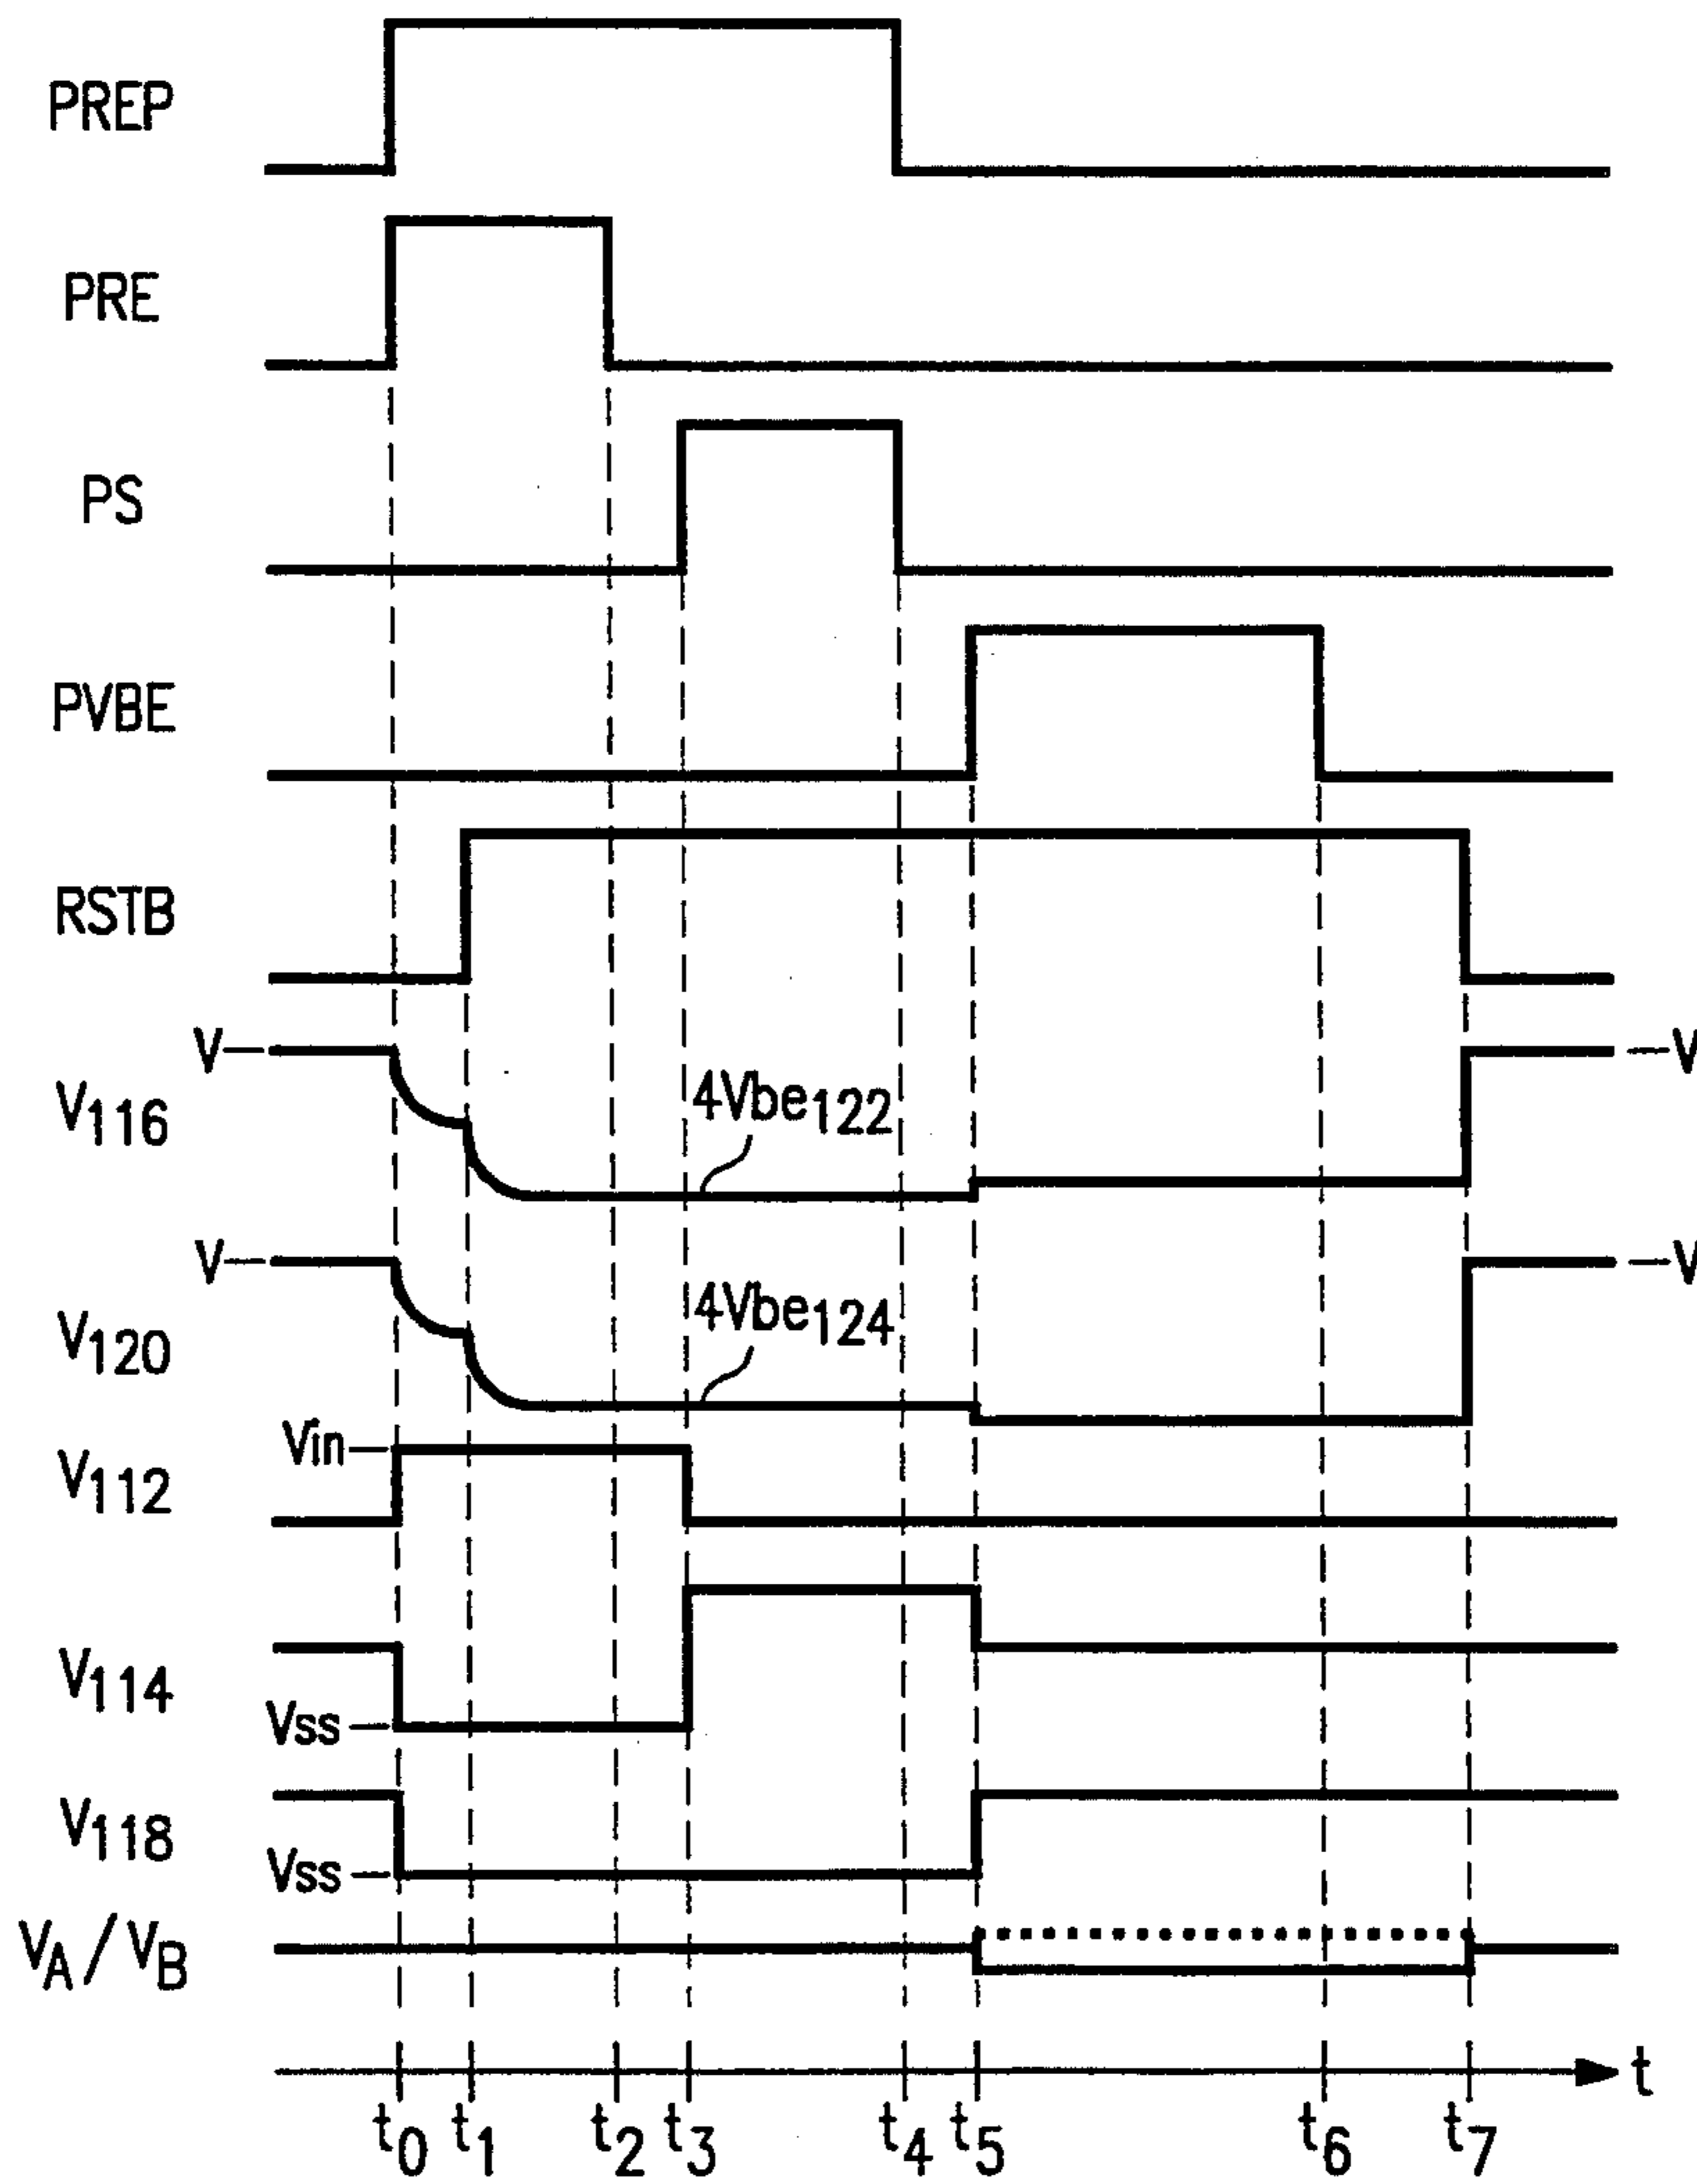 PREP
PRE
PS
PVBE
RSTB
V V
V116
4Vbe122
V V
V120
4Vbe124
Vin
V112
V114
Vss
V118
Vss
VA/VB
t
t0 t1 t2 t3 t4 t5 t6 t7